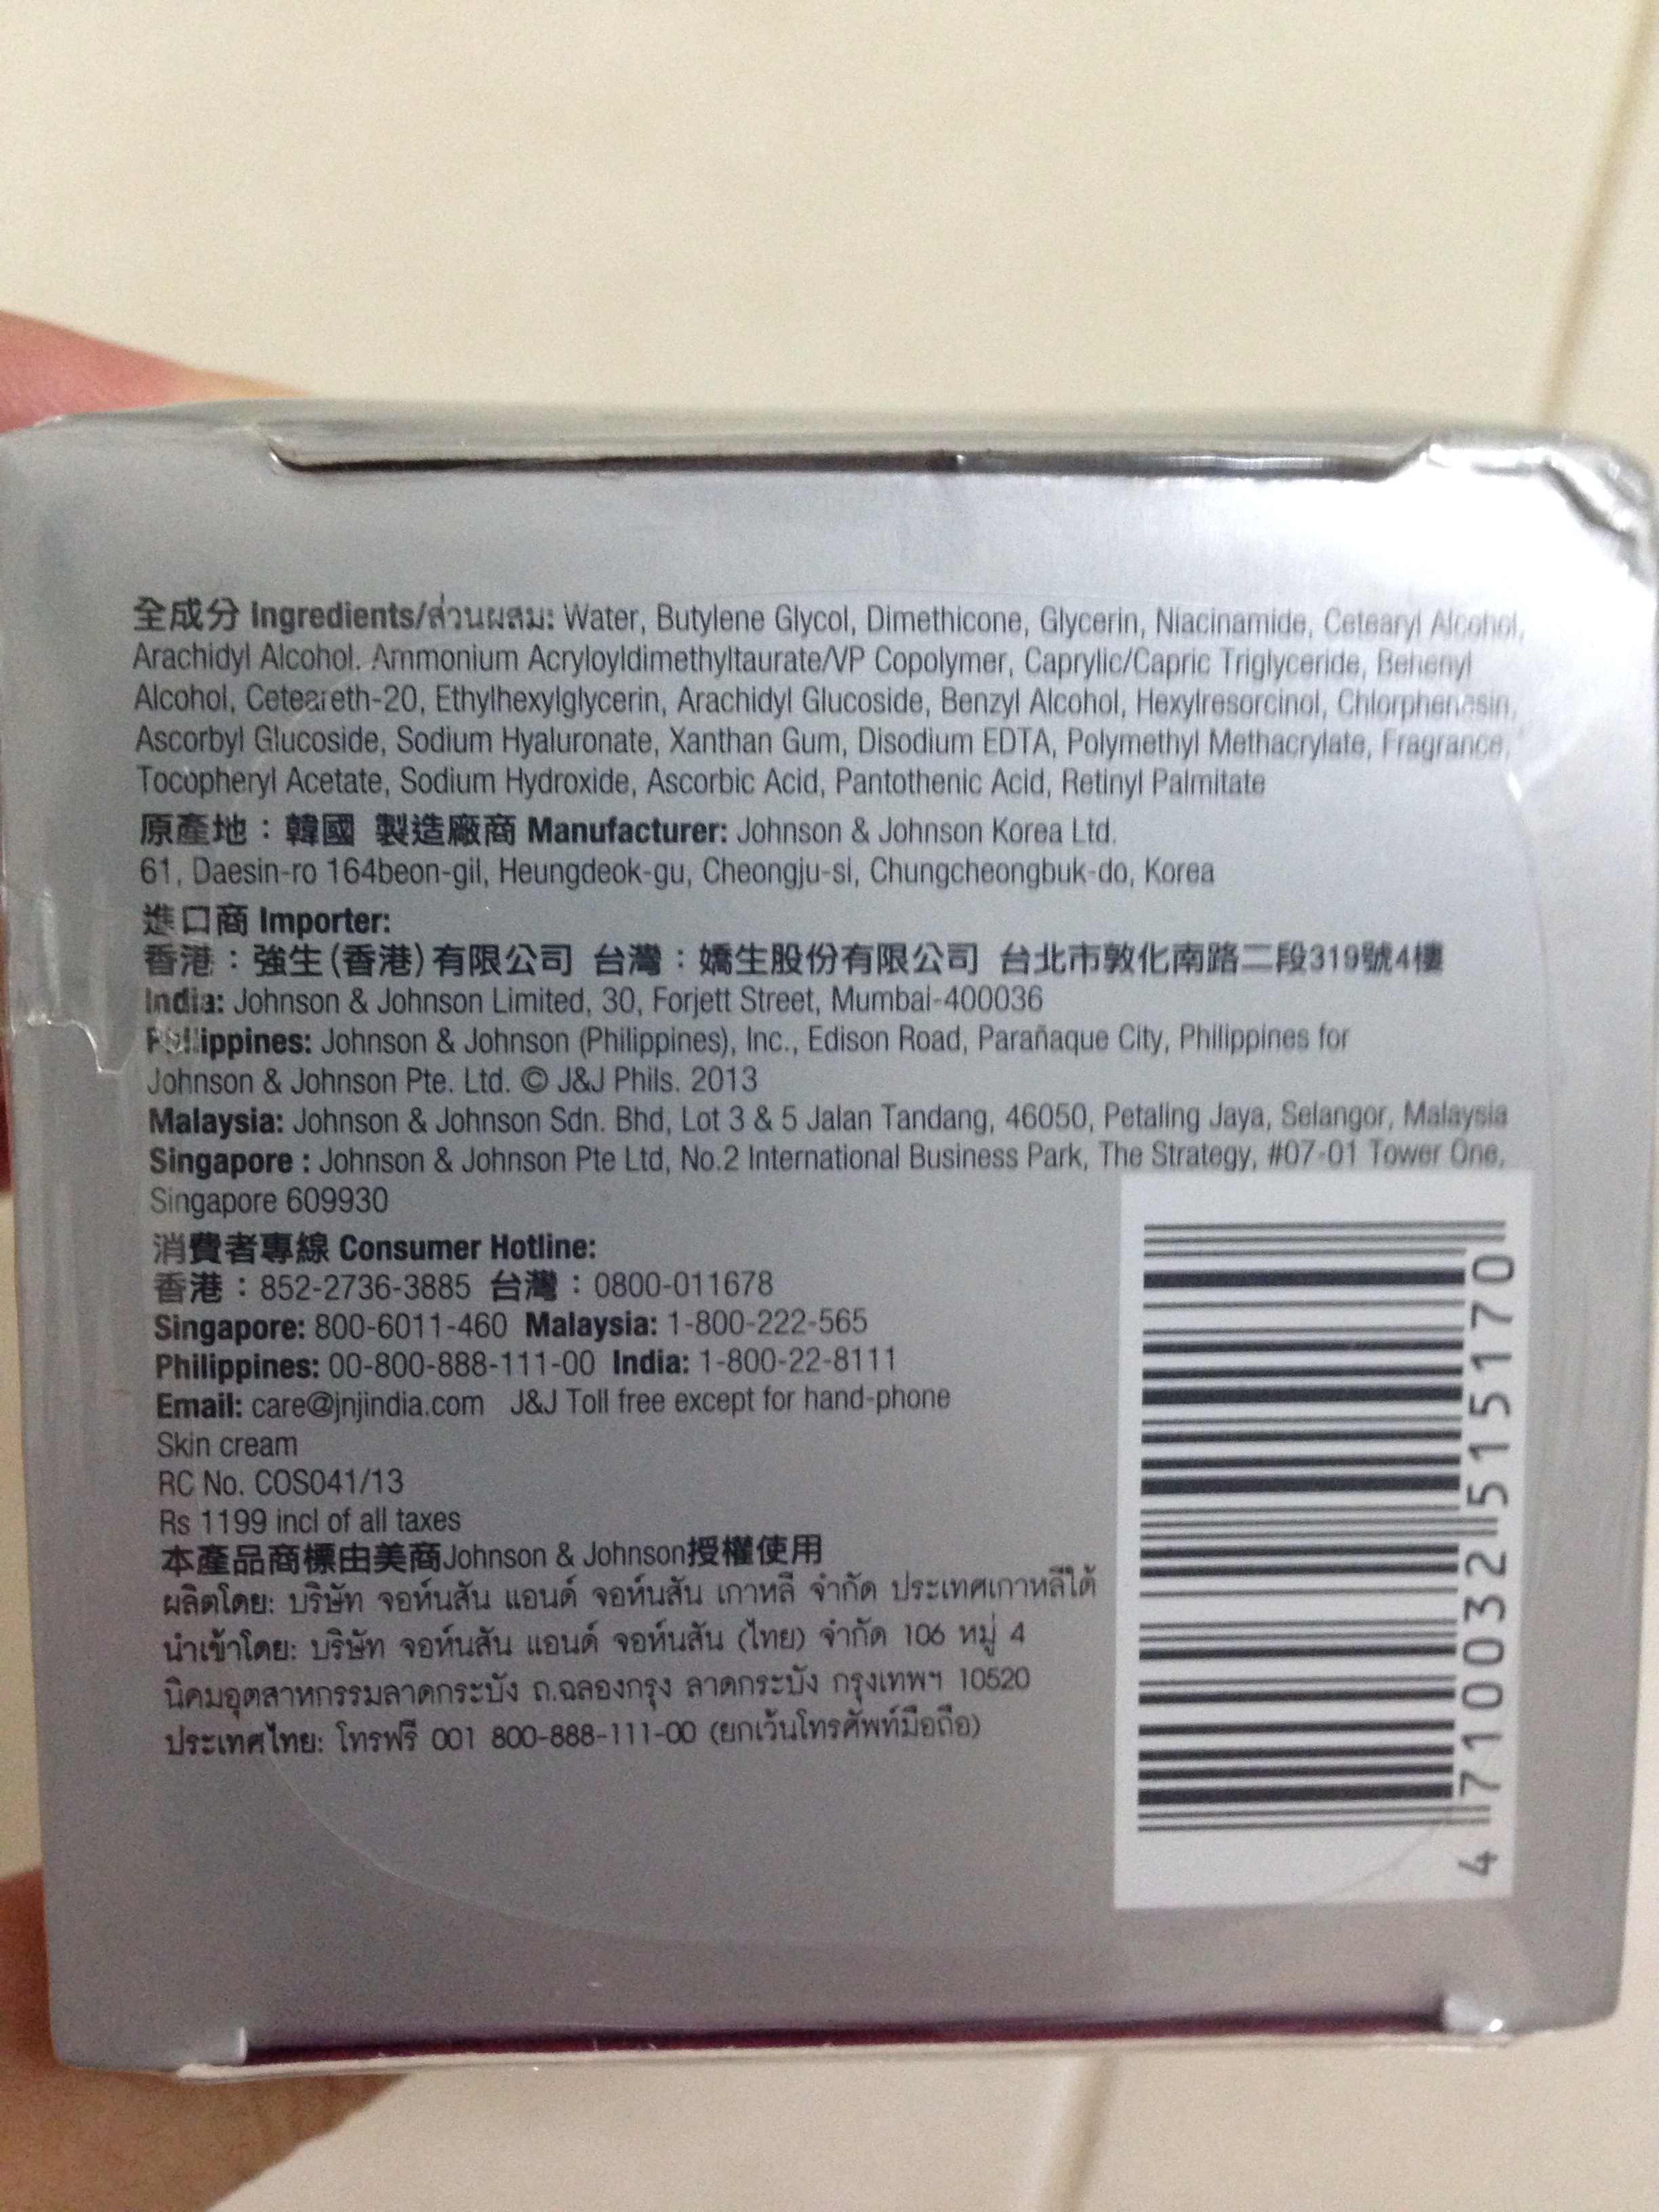 全成分 Ingredients/ส่วนผสม: Water, Butylene Glycol, Dimethicone, Glycerin, Niacinamide, Cetearyl Alcohol,
Arachidyl Alcohol. Ammonium Acryloyldimethyltaurate/VP Copolymer, Caprylic/Capric Triglyceride, Behenyl
Alcohol, Ceteareth-20, Ethylhexylglycerin, Arachidyl Glucoside, Benzyl Alcohol, Hexylresorcinol, Chlorphenesin,
Ascorbyl Glucoside, Sodium Hyaluronate, Xanthan Gum, Disodium EDTA, Polymethyl Methacrylate, Fragrance,
Tocopheryl Acetate, Sodium Hydroxide, Ascorbic Acid, Pantothenic Acid, Retinyl Palmitate
原產地：韓國 製造廠商 Manufacturer: Johnson & Johnson Korea Ltd.
61, Daesin-ro 164beon-gil, Heungdeok-gu, Cheongju-si, Chungcheongbuk-do, Korea
進口商 Importer:
香港：強生(香港)有限公司 台灣：嬌生股份有限公司 台北市敦化南路二段319號4樓
India: Johnson & Johnson Limited, 30, Forjett Street, Mumbai-400036
Philippines: Johnson & Johnson (Philippines), Inc., Edison Road, Parañaque City, Philippines for
Johnson & Johnson Pte. Ltd. © J&J Phils. 2013
Malaysia: Johnson & Johnson Sdn. Bhd, Lot 3 & 5 Jalan Tandang, 46050, Petaling Jaya, Selangor, Malaysia
Singapore : Johnson & Johnson Pte Ltd, No.2 International Business Park, The Strategy, #07-01 Tower One,
Singapore 609930
消費者專線 Consumer Hotline:
香港：852-2736-3885 台灣：0800-011678
Singapore: 800-6011-460 Malaysia: 1-800-222-565
Philippines: 00-800-888-111-00 India: 1-800-22-8111
Email: care@jnjindia.com J&J Toll free except for hand-phone
Skin cream
RC No. COS041/13
Rs 1199 incl of all taxes
本產品商標由美商Johnson & Johnson授權使用
ผลิตโดย: บริษัท จอห์นสัน แอนด์ จอห์นสัน เกาหลี จำกัด ประเทศเกาหลีใต้
นำเข้าโดย: บริษัท จอห์นสัน แอนด์ จอห์นสัน (ไทย) จำกัด 106 หมู่ 4
นิคมอุตสาหกรรมลาดกระบัง ถ.ฉลองกรุง ลาดกระบัง กรุงเทพฯ 10520
ประเทศไทย: โทรฟรี 001 800-888-111-00 (ยกเว้นโทรศัพท์มือถือ)
4 710032 515170